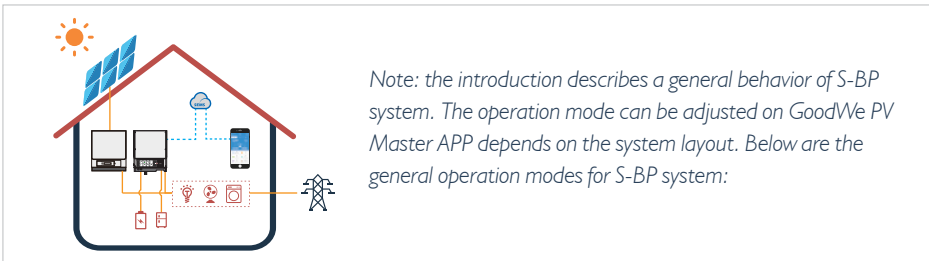 SEMS
Note: the introduction describes a general behavior of S-BP
system. The operation mode can be adjusted on GoodWe PV
Master APP depends on the system layout. Below are the
general operation modes for S-BP system: